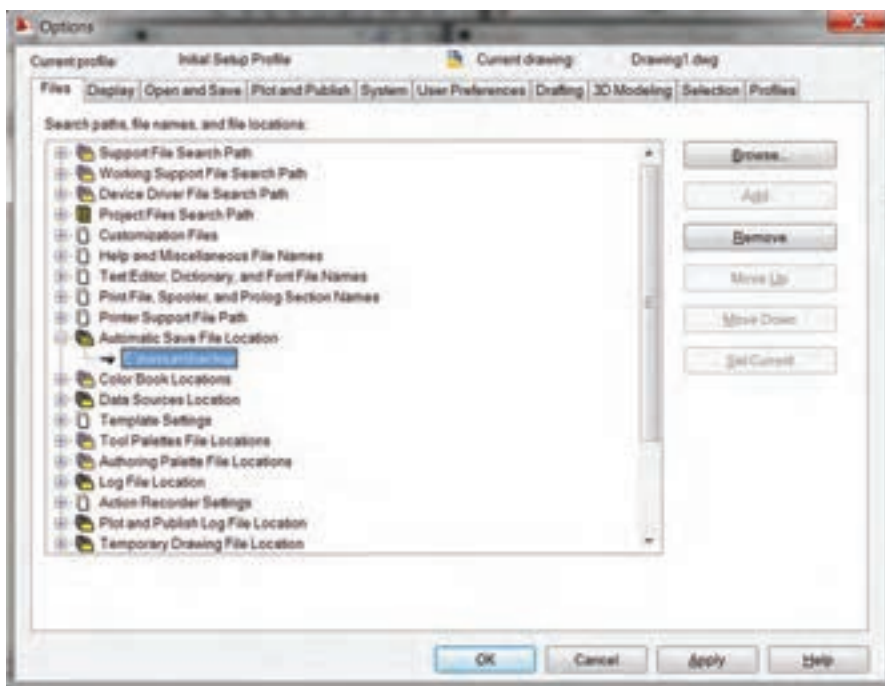 Options
Current profile: Initial Setup Profile Current drawing: Drawing1.dwg
Files Display Open and Save Plot and Publish System User Preferences Drafting 3D Modeling Selection Profiles
Search paths, file names, and file locations:
Support File Search Path
Working Support File Search Path
Device Driver File Search Path
Project Files Search Path
Customization Files
Help and Miscellaneous File Names
Text Editor, Dictionary, and Font File Names
Print File, Spooler, and Prolog Section Names
Printer Support File Path
Automatic Save File Location
Color Book Locations
Data Sources Location
Template Settings
Tool Palettes File Locations
Authoring Palette File Locations
Log File Location
Action Recorder Settings
Plot and Publish Log File Location
Temporary Drawing File Location
Browse...
Add...
Remove
Move Up
Move Down
Set Current
OK Cancel Apply Help